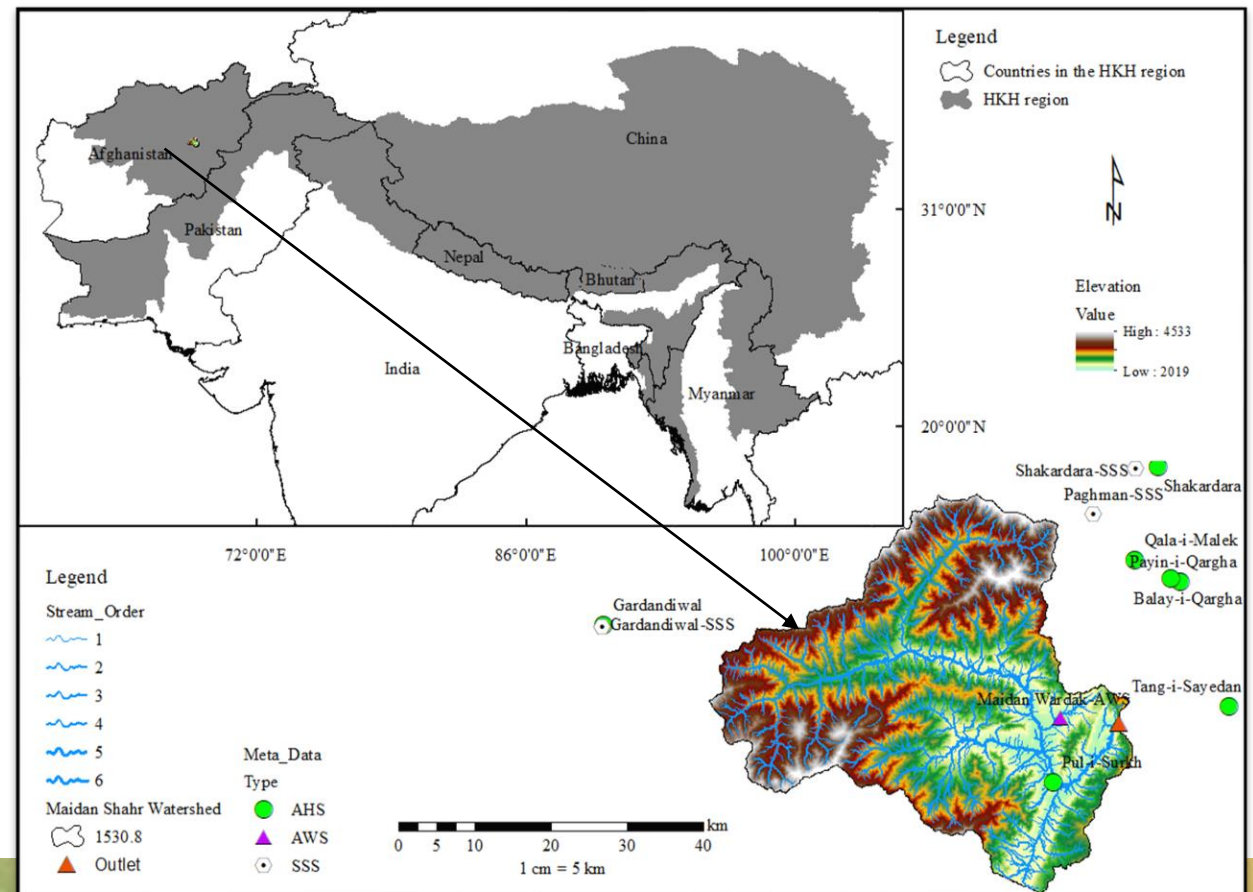 Legend
Countries in the HKH region
HKH region
China
Afghanistan
Pakistan
Nepal
Bhutan
Bangladesh
India
Myanmar
N
31°0'0"N
20°0'0"N
72°0'0"E
86°0'0"E
100°0'0"E
Elevation
Value
High : 4533
Low : 2019
Shakardara-SSS
Shakardara
Paghman-SSS
Qala-i-Malek
Payin-i-Qargha
Balay-i-Qargha
Gardandiwal
Gardandiwal-SSS
Tang-i-Sayedan
Maidan Wardak-AWS
Pul-i-Surkh
Legend
Stream_Order
1
2
3
4
5
6
Maidan Shahr Watershed
1530.8
Outlet
Meta_Data
Type
AHS
AWS
SSS
km
0 5 10 20 30 40
1 cm = 5 km